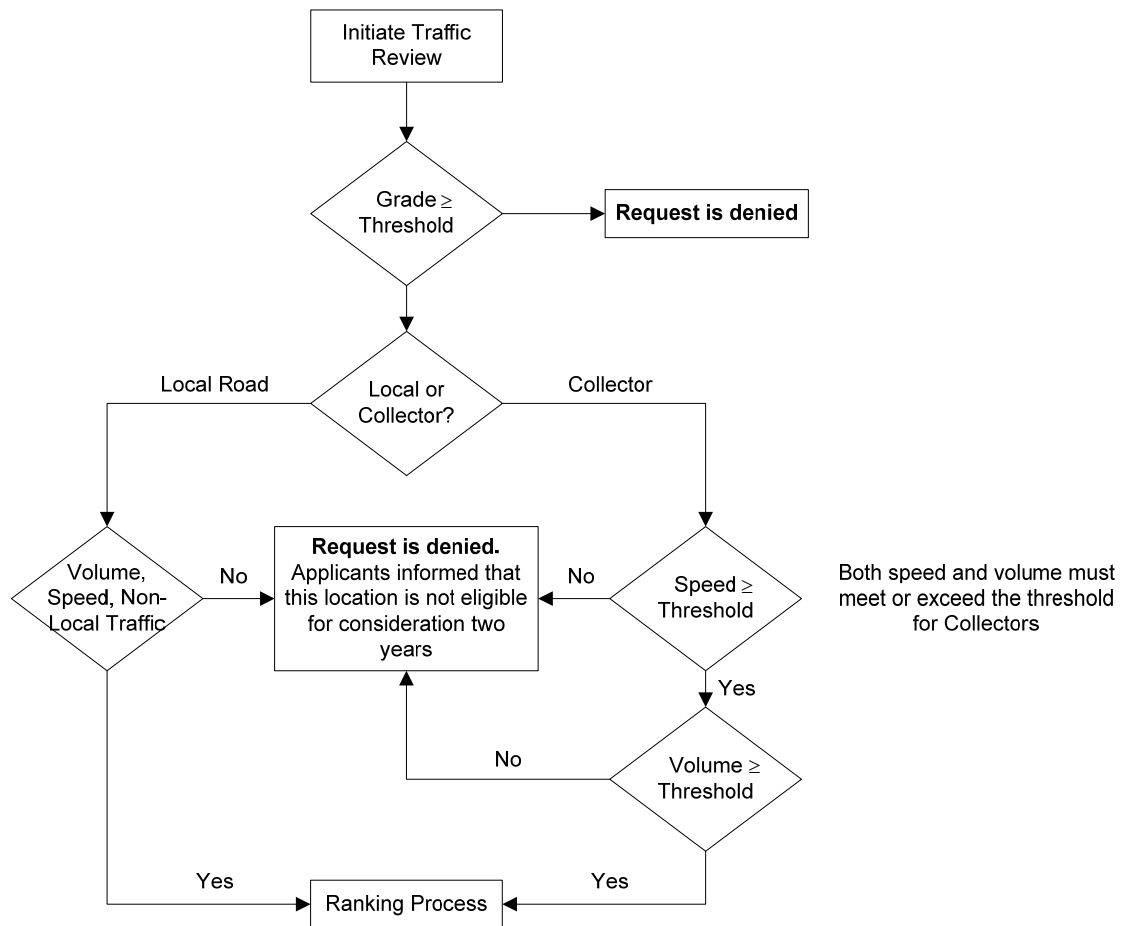 Initiate Traffic
Review
Grade ≥
Threshold
Request is denied
Local Road
Local or
Collector?
Collector
Volume,
Speed, Non-
Local Traffic
No
Request is denied.
Applicants informed that
this location is not eligible
for consideration two
years
No
Speed ≥
Threshold
Both speed and volume must
meet or exceed the threshold
for Collectors
Yes
No
Volume ≥
Threshold
Yes
Ranking Process
Yes